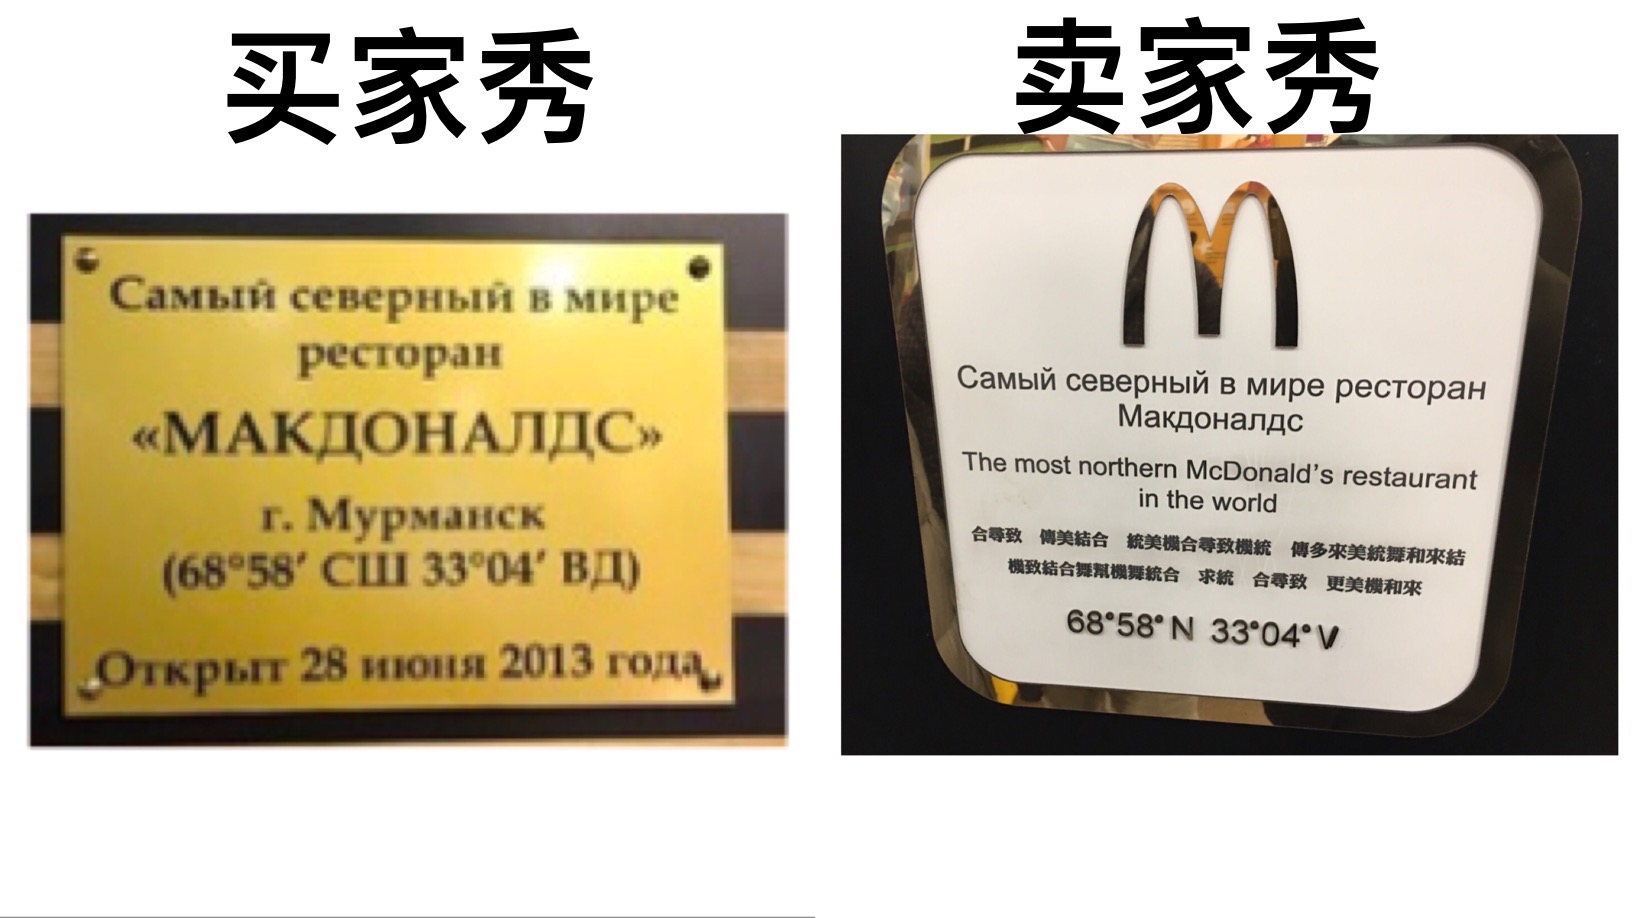 买家秀
Самый северный в мире
ресторан
«МАКДОНАЛДС»
г. Мурманск
(68°58′ СШ 33°04′ ВД)
Открыт 28 июня 2013 года
卖家秀
Самый северный в мире ресторан
Макдоналдс
The most northern McDonald’s restaurant
in the world
合尋致 傳美結合 統美機合尋致機統 傳多來美統舞和來結
機致結合舞幫機舞統合 求統 合尋致 更美機和來
68°58° N 33°04° V